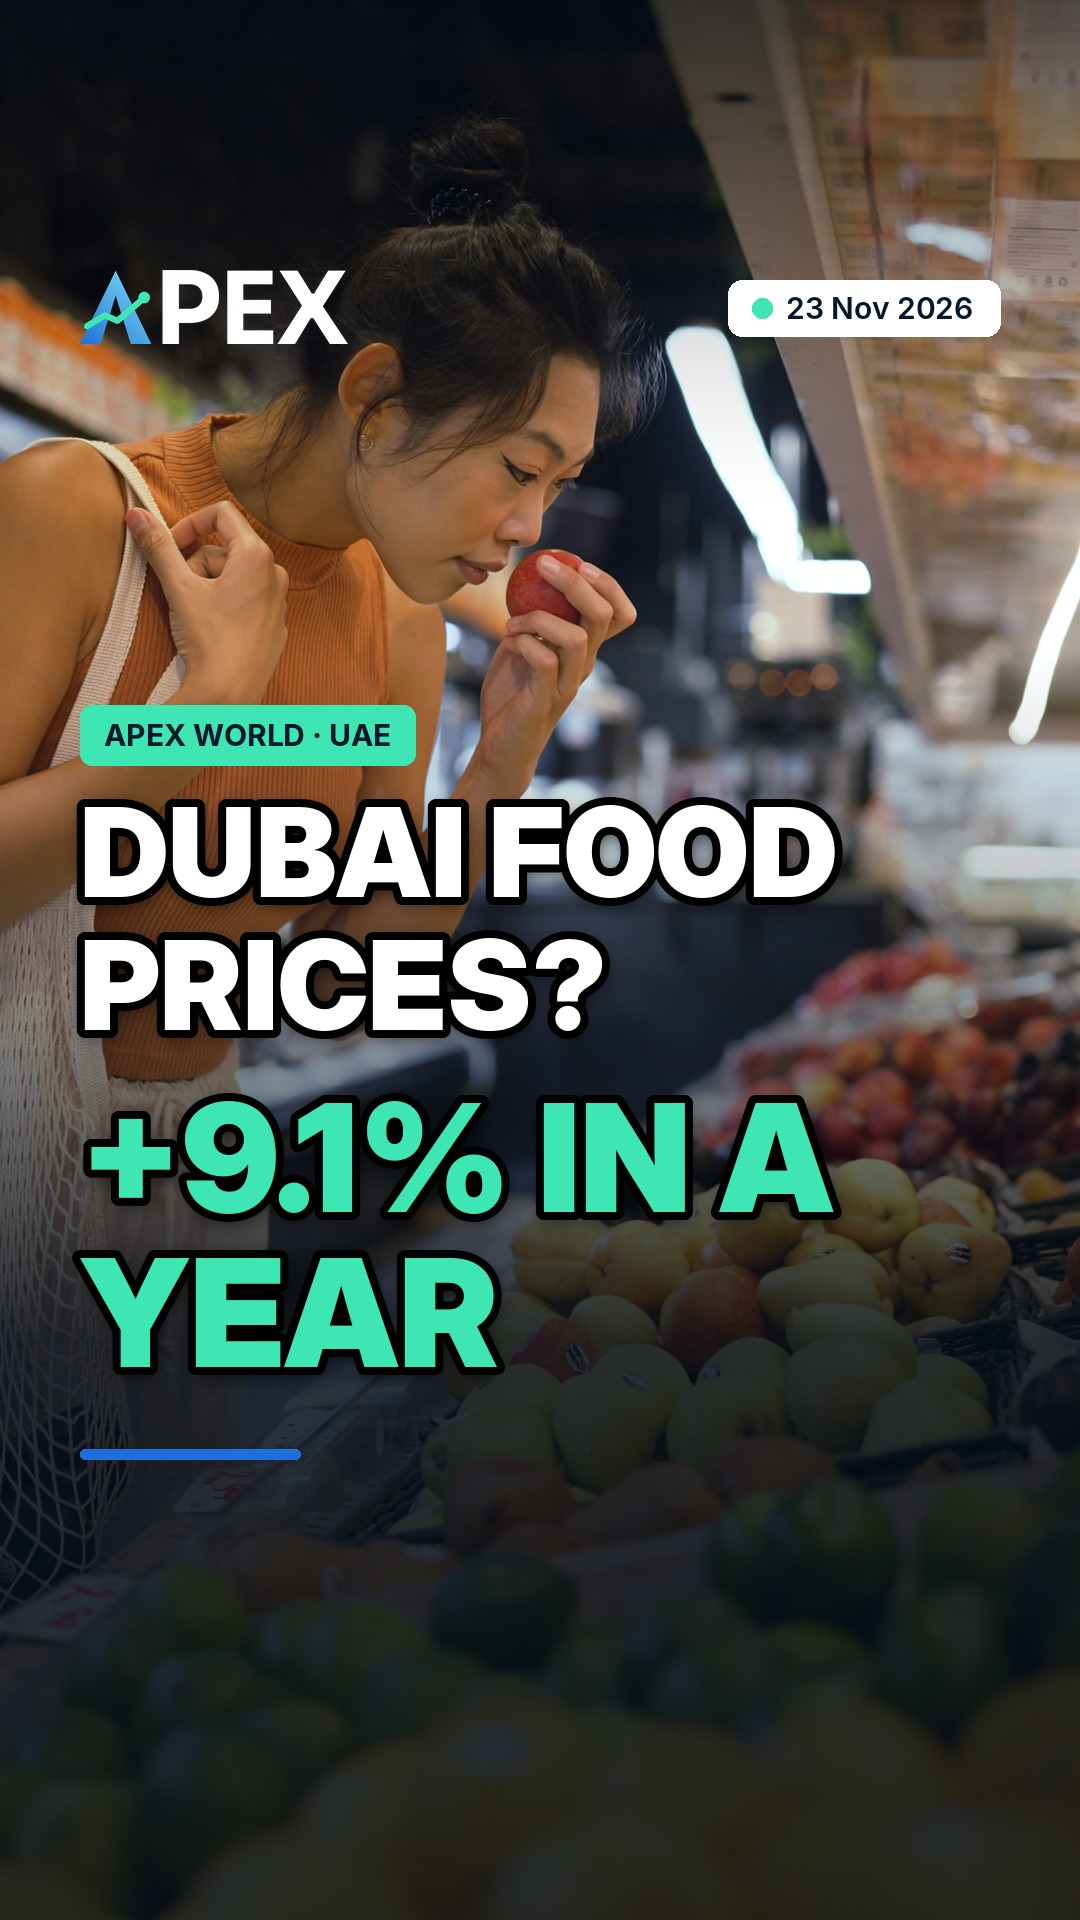 APEX
23 Nov 2026
APEX WORLD · UAE
DUBAI FOOD
PRICES?
+9.1% IN A
YEAR